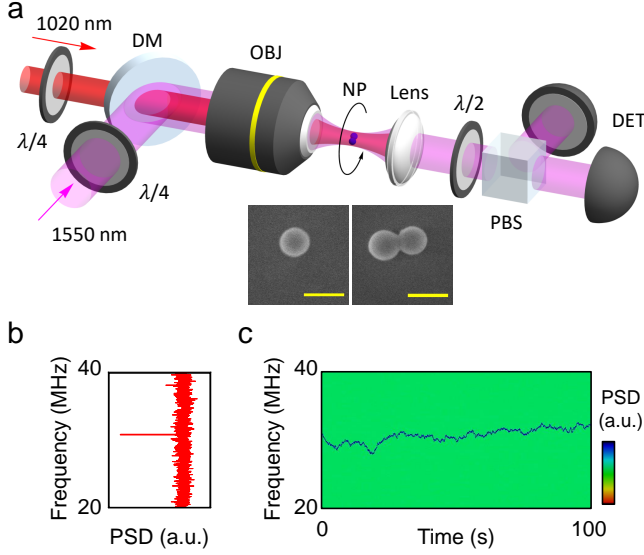 a
1020 nm
DM
OBJ
NP
Lens
λ/2
DET
λ/4
λ/4
PBS
1550 nm
b
c
40
40
PSD
(a.u.)
Frequency (MHz)
Frequency (MHz)
20
20
0
100
PSD (a.u.)
Time (s)